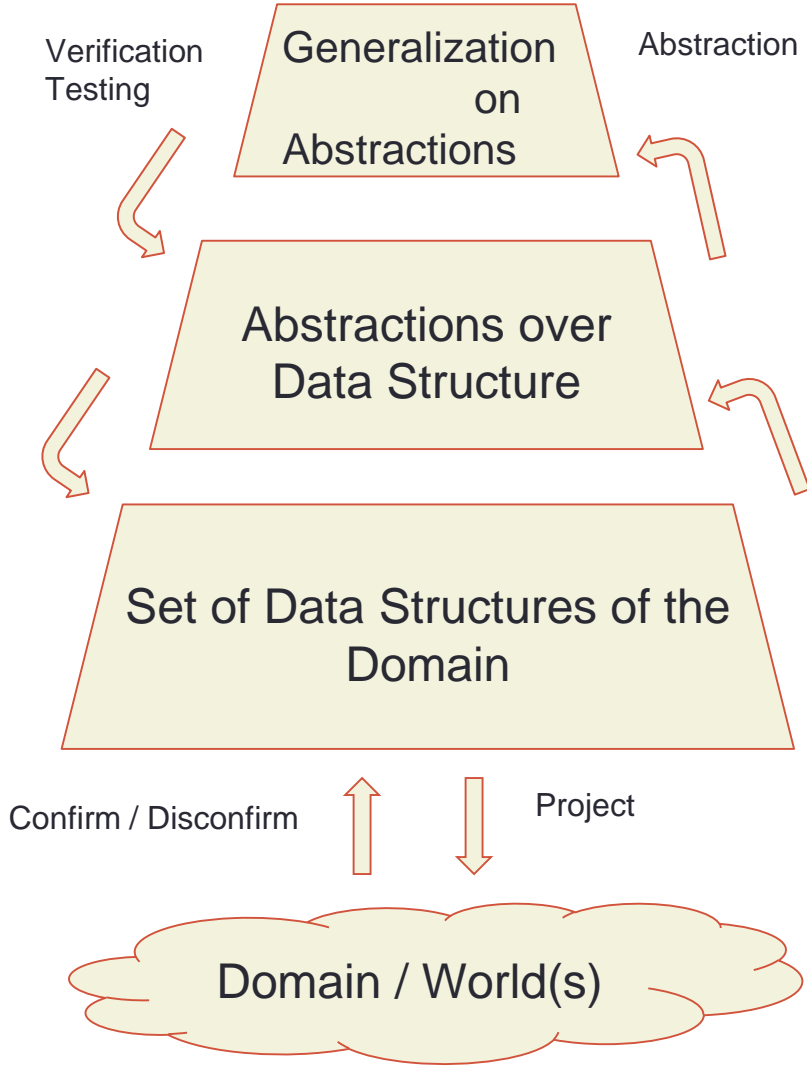 Verification
Testing
Generalization
on
Abstractions
Abstraction
Abstractions over
Data Structure
Set of Data Structures of the
Domain
Confirm / Disconfirm
Project
Domain / World(s)